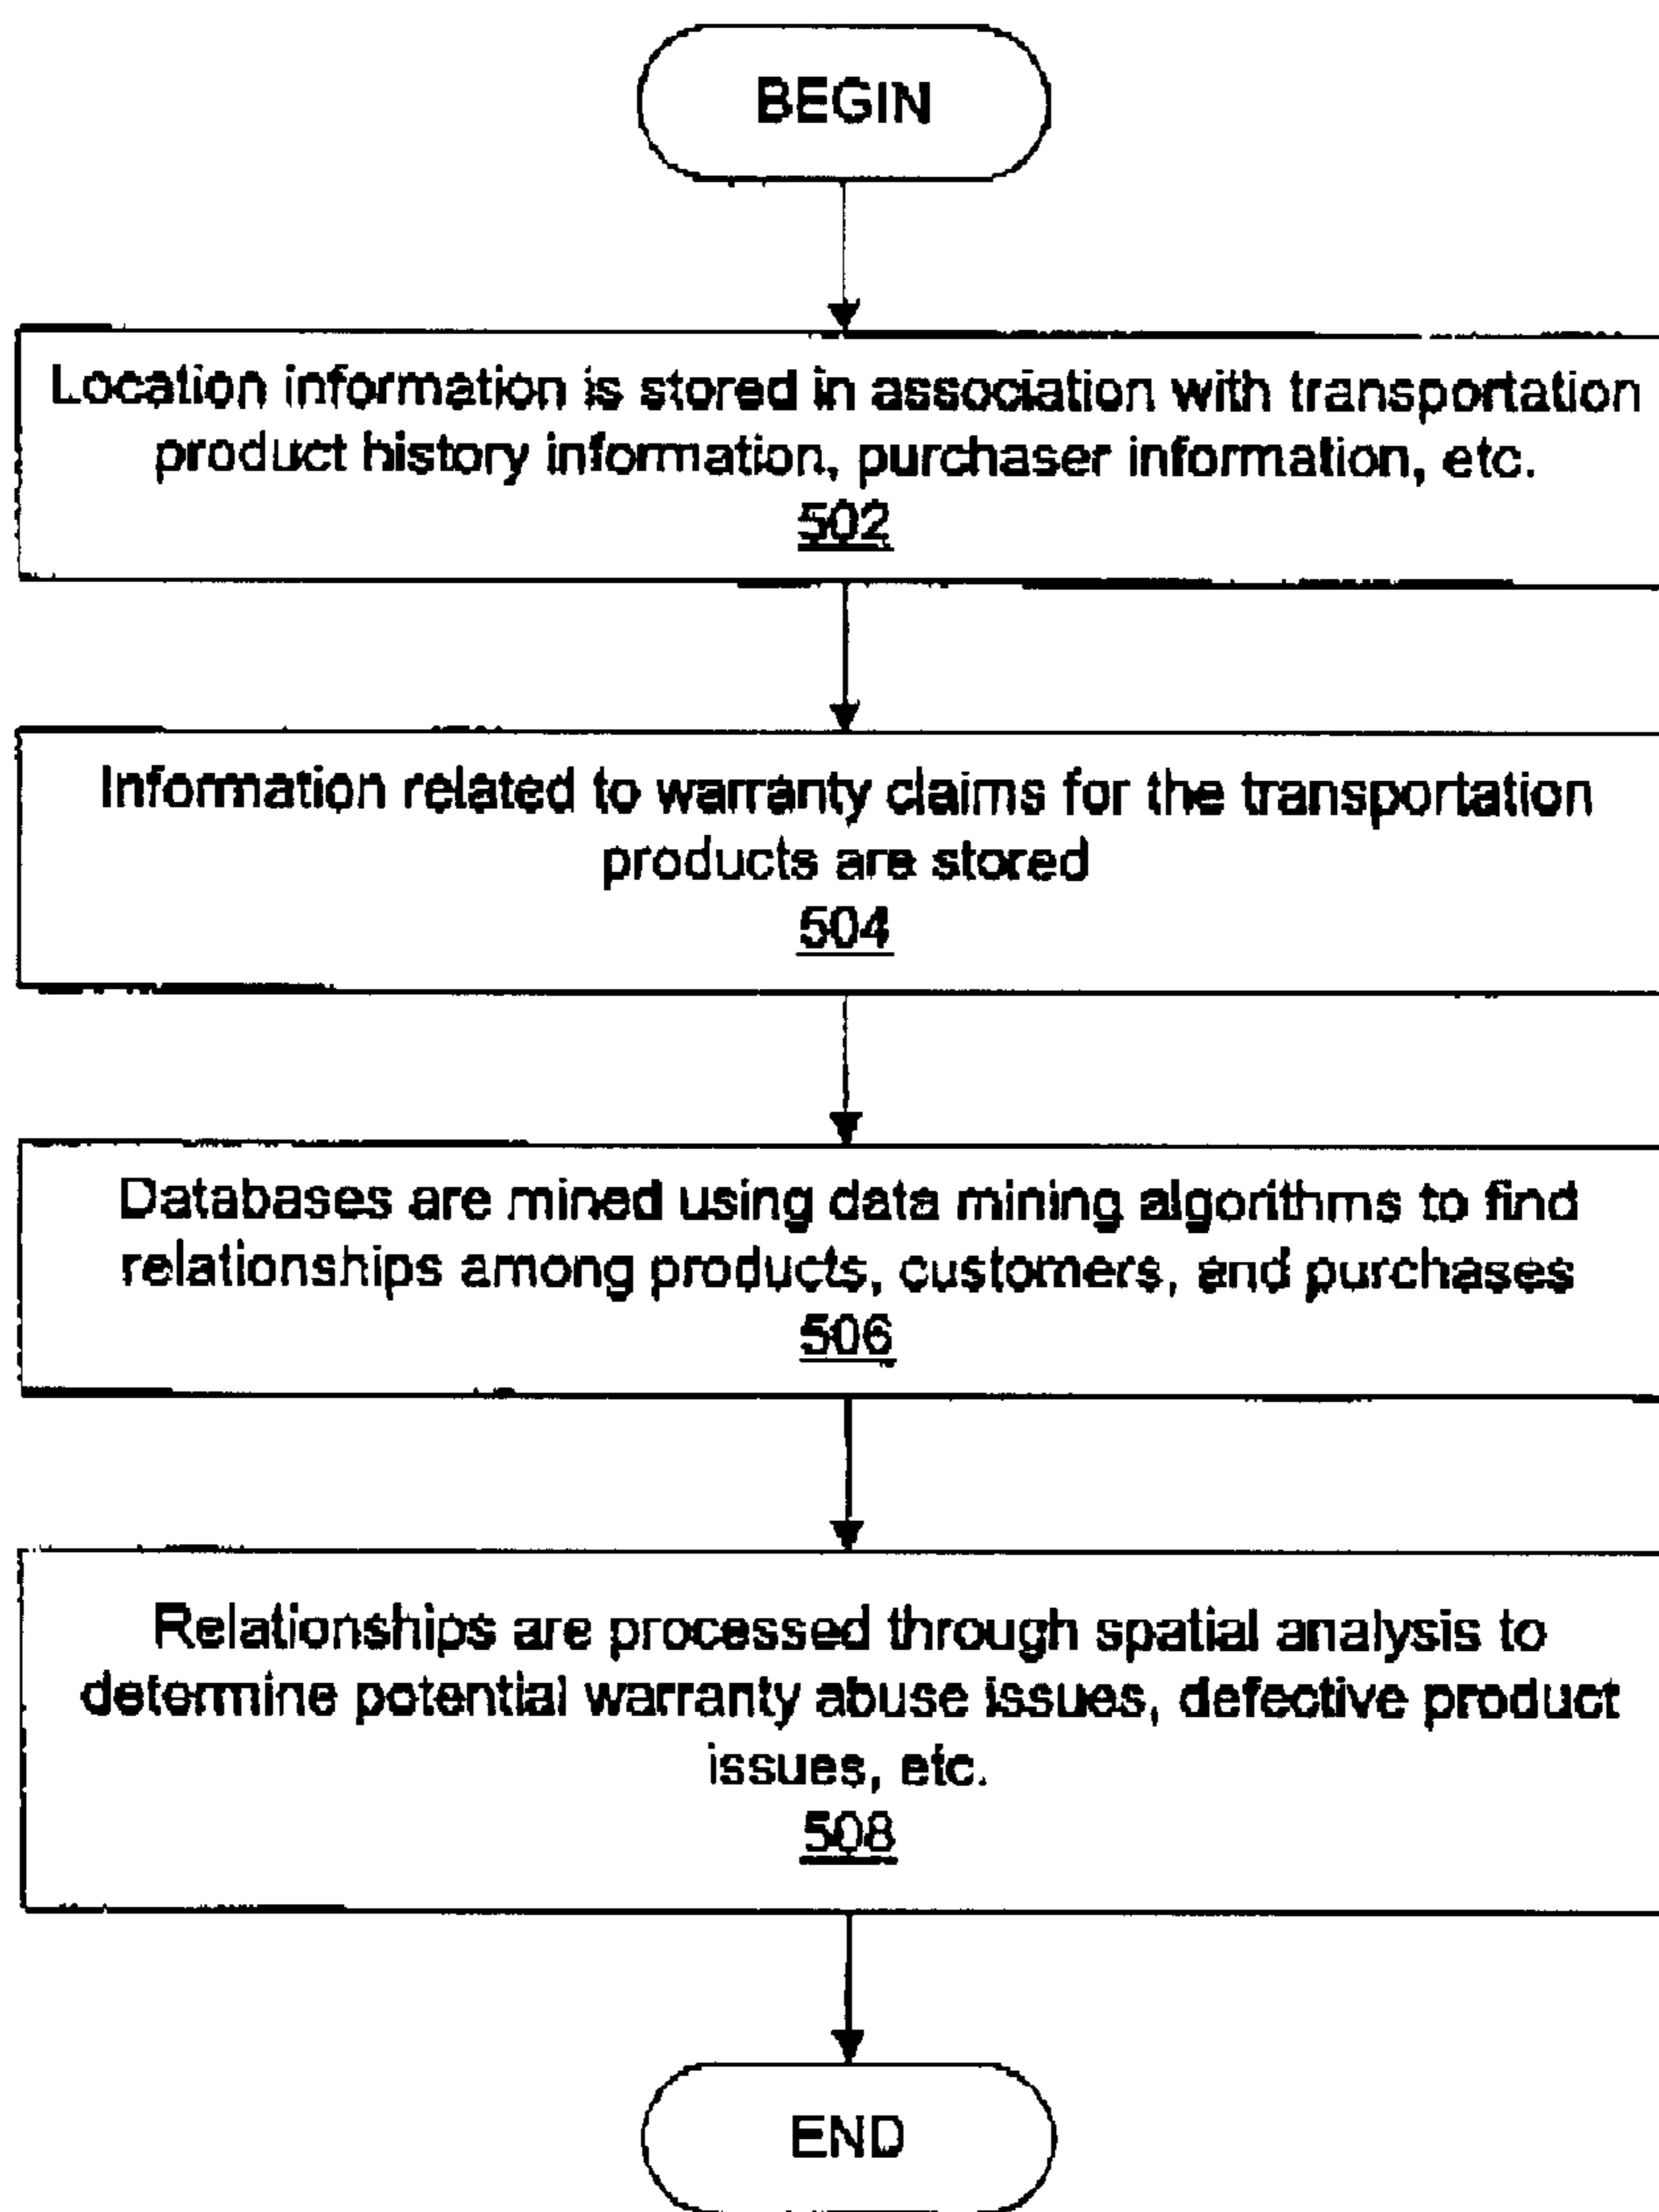 BEGIN
Location information is stored in association with transportation
product history information, purchaser information, etc.
502
Information related to warranty claims for the transportation
products are stored
504
Databases are mined using data mining algorithms to find
relationships among products, customers, and purchases
506
Relationships are processed through spatial analysis to
determine potential warranty abuse issues, defective product
issues, etc.
508
END